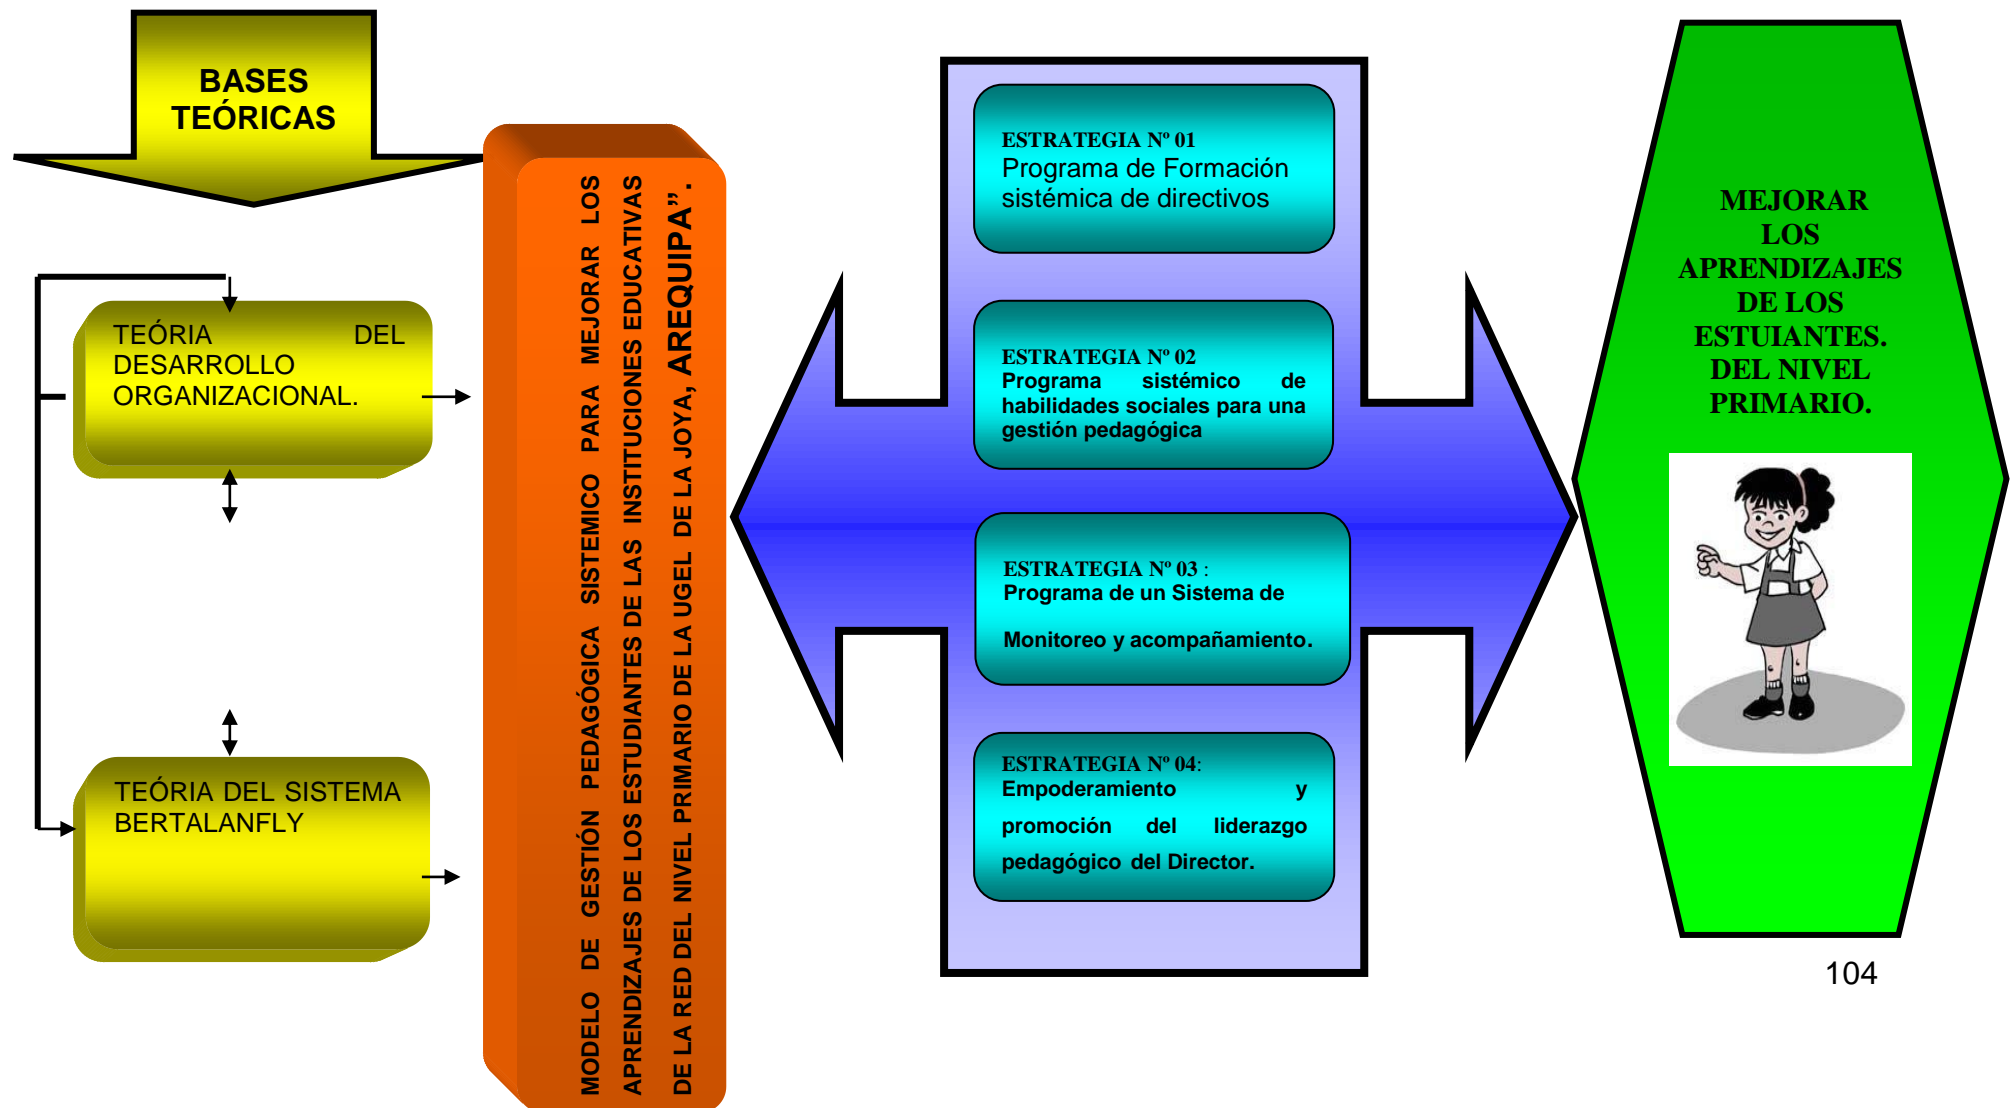 BASES
TEÓRICAS
TEÓRIA DEL
DESARROLLO
ORGANIZACIONAL.
TEÓRIA DEL SISTEMA
BERTALANFLY
MODELO DE GESTIÓN PEDAGÓGICA SISTEMICO PARA MEJORAR LOS
APRENDIZAJES DE LOS ESTUDIANTES DE LAS INSTITUCIONES EDUCATIVAS
DE LA RED DEL NIVEL PRIMARIO DE LA UGEL DE LA JOYA, AREQUIPA”.
ESTRATEGIA Nº 01
Programa de Formación
sistémica de directivos
ESTRATEGIA Nº 02
Programa sistémico de
habilidades sociales para una
gestión pedagógica
ESTRATEGIA Nº 03 :
Programa de un Sistema de
Monitoreo y acompañamiento.
ESTRATEGIA Nº 04:
Empoderamiento y
promoción del liderazgo
pedagógico del Director.
MEJORAR
LOS
APRENDIZAJES
DE LOS
ESTUIANTES.
DEL NIVEL
PRIMARIO.
104